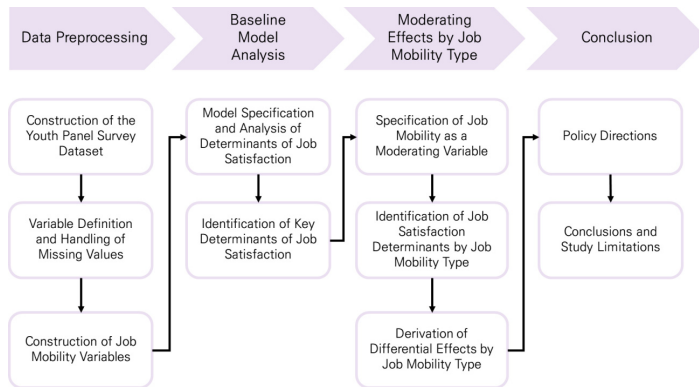 Data Preprocessing
Baseline
Model
Analysis
Moderating
Effects by Job
Mobility Type
Conclusion
Construction of the
Youth Panel Survey
Dataset
Variable Definition
and Handling of
Missing Values
Construction of Job
Mobility Variables
Model Specification
and Analysis of
Determinants of Job
Satisfaction
Identification of Key
Determinants of Job
Satisfaction
Specification of Job
Mobility as a
Moderating Variable
Identification of Job
Satisfaction
Determinants by Job
Mobility Type
Derivation of
Differential Effects by
Job Mobility Type
Policy Directions
Conclusions and
Study Limitations